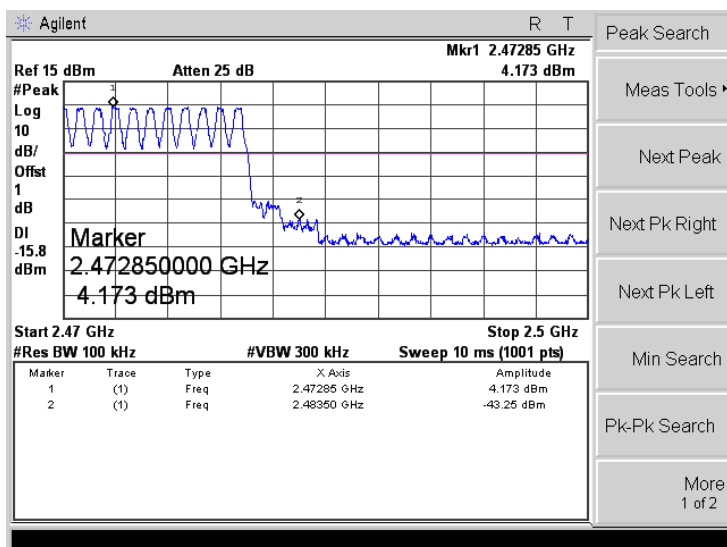 Agilent R T
Mkr1 2.47285 GHz
Ref 15 dBm Atten 25 dB 4.173 dBm
#Peak
Log
10
dB/
Offst
1
dB
DI
-15.8
dBm
1
2
Marker
2.472850000 GHz
4.173 dBm
Start 2.47 GHz Stop 2.5 GHz
#Res BW 100 kHz #VBW 300 kHz Sweep 10 ms (1001 pts)
Marker Trace Type X Axis Amplitude
1 (1) Freq 2.47285 GHz 4.173 dBm
2 (1) Freq 2.48350 GHz -43.25 dBm
Peak Search
Meas Tools
Next Peak
Next Pk Right
Next Pk Left
Min Search
Pk-Pk Search
More
1 of 2